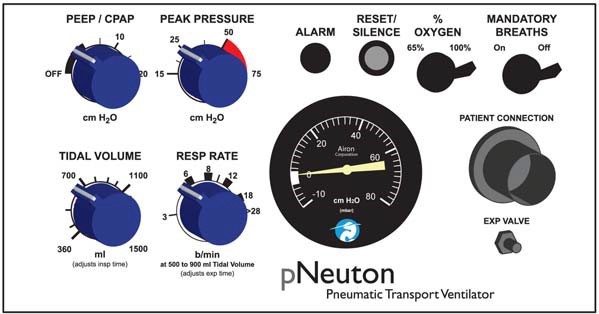 PEEP / CPAP
10
OFF
20
cm H2O
PEAK PRESSURE
50
25
15
75
cm H2O
ALARM
RESET/
SILENCE
%
OXYGEN
65% 100%
MANDATORY
BREATHS
On Off
TIDAL VOLUME
700 1100
360 1500
ml
(adjusts insp time)
RESP RATE
6 8 12
18
3 >28
b/min
at 500 to 900 ml Tidal Volume
(adjusts exp time)
20 40
Airon
Corporation
60
0
-10 80
cm H2O
(mbar)
PATIENT CONNECTION
EXP VALVE
pNeuton
Pneumatic Transport Ventilator